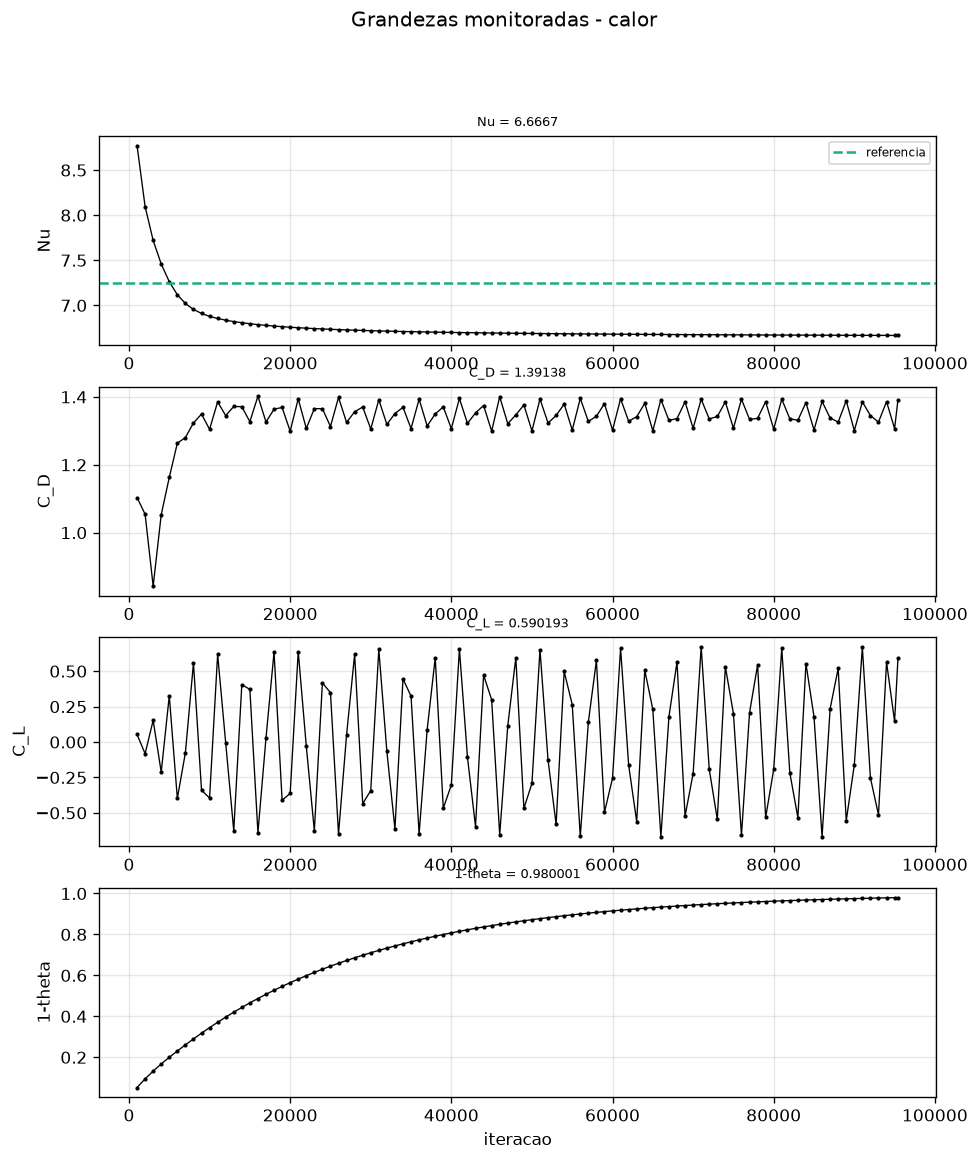 Grandezas monitoradas - calor
Nu = 6.6667
8.5
8.0
7.5
7.0
Nu
referencia
0 20000 40000 60000 80000 100000
C_D = 1.39138
1.4
1.2
1.0
C_D
0 20000 40000 60000 80000 100000
C_L = 0.590193
0.50
0.25
0.00
−0.25
−0.50
C_L
0 20000 40000 60000 80000 100000
1-theta = 0.980001
1.0
0.8
0.6
0.4
0.2
1-theta
0 20000 40000 60000 80000 100000
iteracao